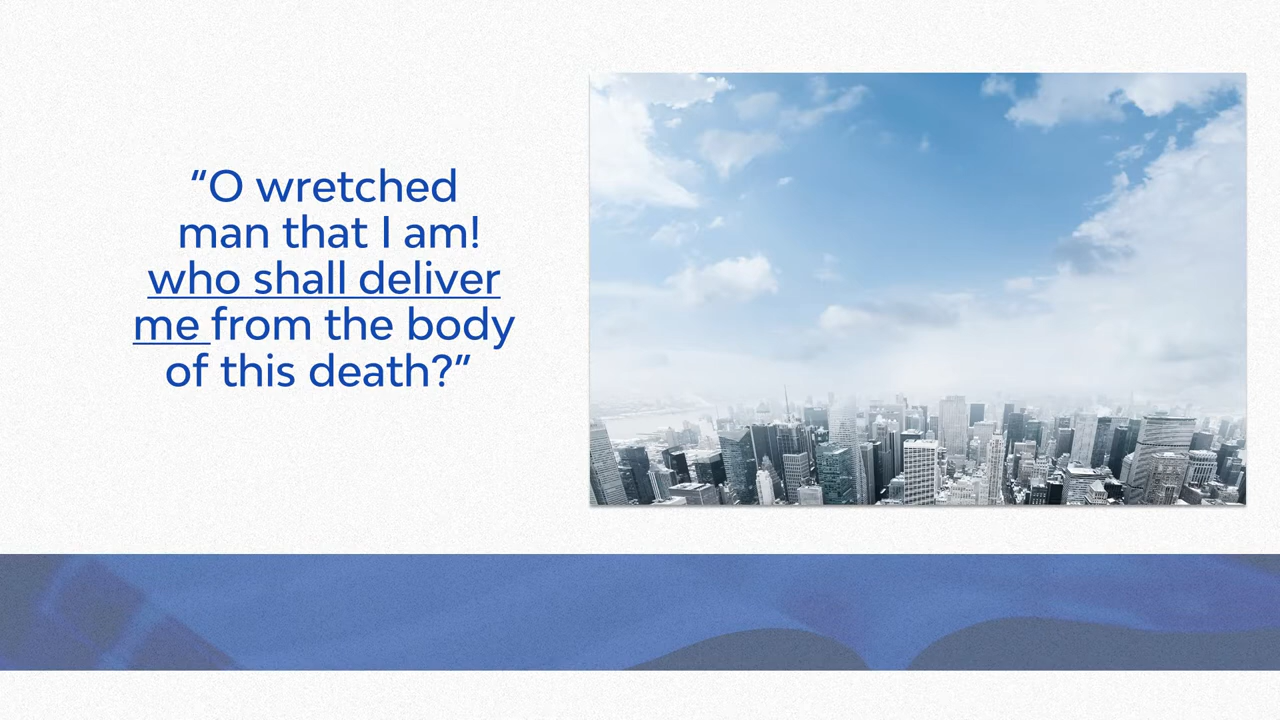 “O wretched
man that I am!
who shall deliver
me from the body
of this death?”